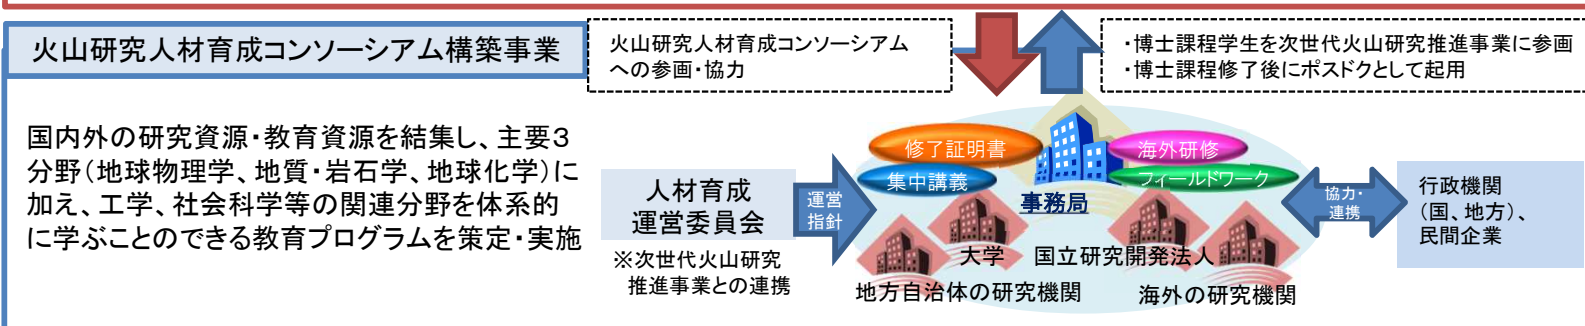 火山研究人材育成コンソーシアム構築事業
国内外の研究資源・教育資源を結集し、主要3
分野(地球物理学、地質・岩石学、地球化学)に
加え、工学、社会科学等の関連分野を体系的
に学ぶことのできる教育プログラムを策定・実施
火山研究人材育成コンソーシアム
への参画・協力
・博士課程学生を次世代火山研究推進事業に参画
・博士課程修了後にポスドクとして起用
人材育成
運営委員会
※次世代火山研究
推進事業との連携
運営
指針
修了証明書
集中講義
海外研修
フィールドワーク
事務局
大学
国立研究開発法人
地方自治体の研究機関
海外の研究機関
協力・
連携
行政機関
(国、地方)、
民間企業